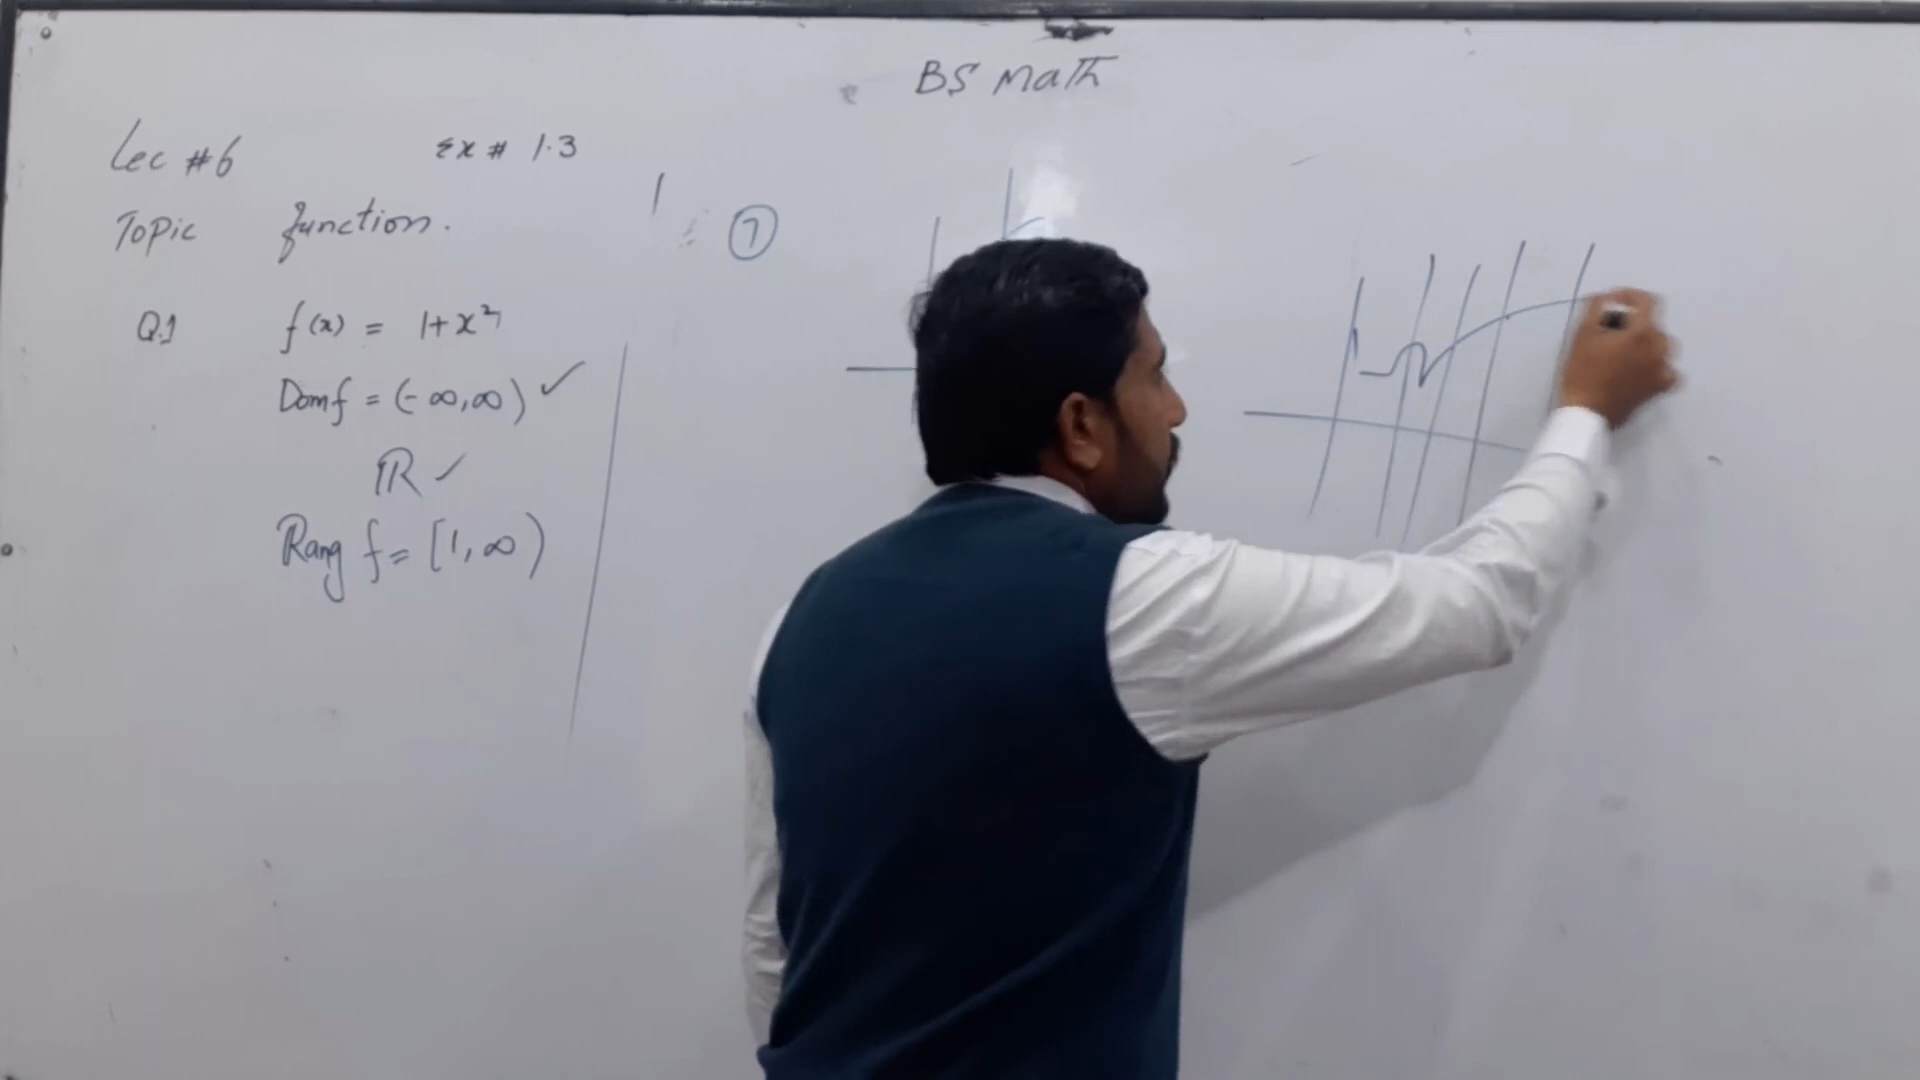 BS Math
Lec #6 Ex # 1.3
Topic function.
Q.1 f(x) = 1+x²
Domf = (-∞,∞) ✓
ℝ ✓
Rang f = [1,∞)
⑦